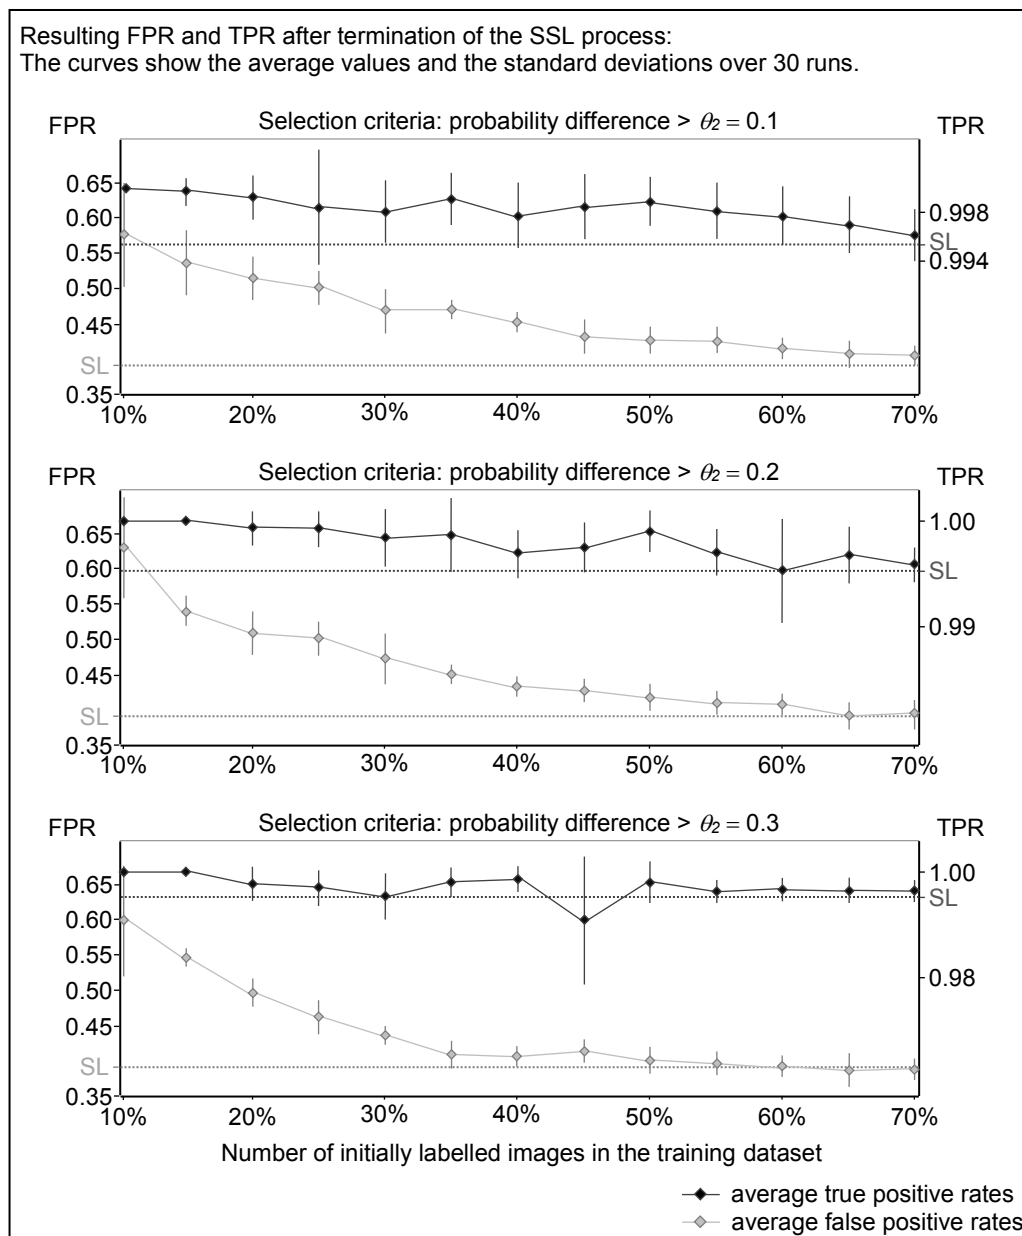 Resulting FPR and TPR after termination of the SSL process:
The curves show the average values and the standard deviations over 30 runs.
FPR Selection criteria: probability difference > θ2 = 0.1 TPR
0.65
0.60
0.55
0.50
0.45
SL
0.35
0.998
SL
0.994
10% 20% 30% 40% 50% 60% 70%
FPR Selection criteria: probability difference > θ2 = 0.2 TPR
0.65
0.60
0.55
0.50
0.45
SL
0.35
1.00
SL
0.99
10% 20% 30% 40% 50% 60% 70%
FPR Selection criteria: probability difference > θ2 = 0.3 TPR
0.65
0.60
0.55
0.50
0.45
SL
0.35
1.00
SL
0.98
10% 20% 30% 40% 50% 60% 70%
Number of initially labelled images in the training dataset
average true positive rates
average false positive rates